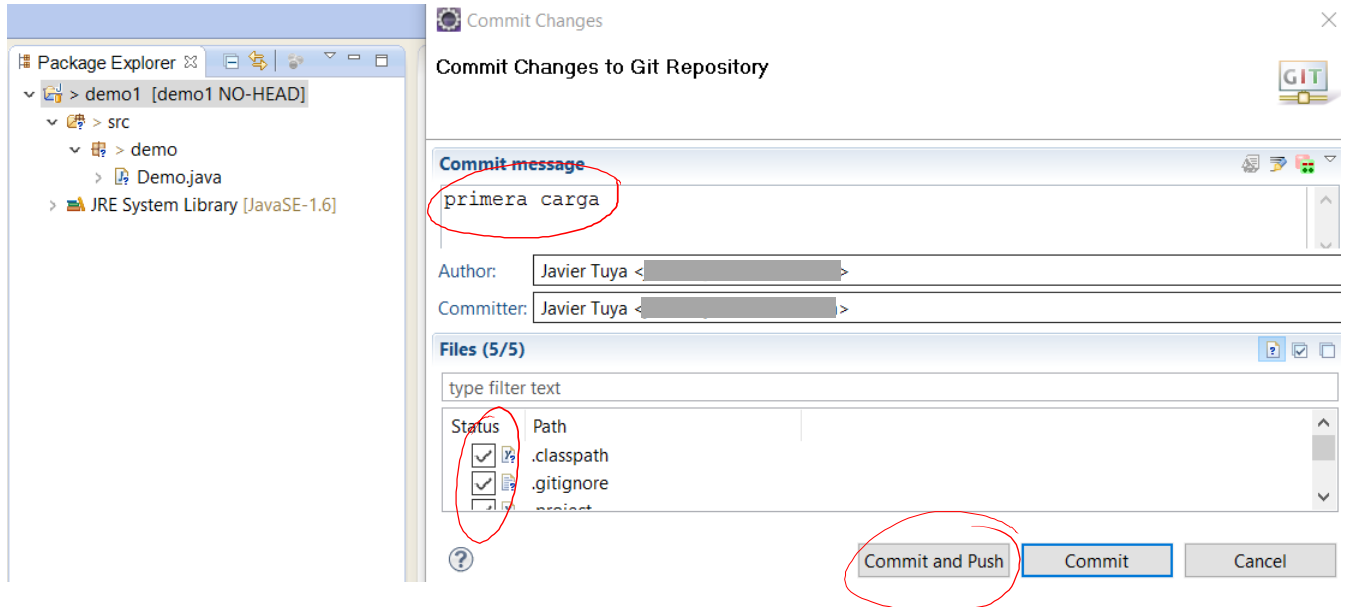 Commit Changes
Package Explorer
Commit Changes to Git Repository
GIT
> demo1 [demo1 NO-HEAD]
> src
> demo
Demo.java
JRE System Library [JavaSE-1.6]
Commit message
primera carga
Author: Javier Tuya < >
Committer: Javier Tuya < >
Files (5/5)
type filter text
Status Path
.classpath
.gitignore
.project
Commit and Push Commit Cancel